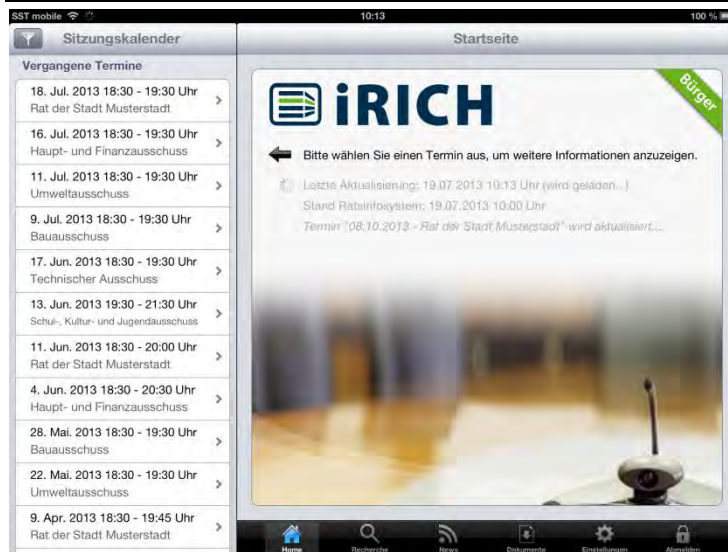 SST mobile
10:13
100 %
Sitzungskalender
Startseite
Vergangene Termine
18. Jul. 2013 18:30 - 19:30 Uhr
Rat der Stadt Musterstadt
16. Jul. 2013 18:30 - 19:30 Uhr
Haupt- und Finanzausschuss
11. Jul. 2013 18:30 - 19:30 Uhr
Umweltausschuss
9. Jul. 2013 18:30 - 19:30 Uhr
Bauausschuss
17. Jun. 2013 18:30 - 19:30 Uhr
Technischer Ausschuss
13. Jun. 2013 19:30 - 21:30 Uhr
Schul-, Kultur- und Jugendausschuss
11. Jun. 2013 18:30 - 20:00 Uhr
Rat der Stadt Musterstadt
4. Jun. 2013 18:30 - 20:30 Uhr
Haupt- und Finanzausschuss
28. Mai. 2013 18:30 - 19:30 Uhr
Bauausschuss
22. Mai. 2013 18:30 - 19:30 Uhr
Umweltausschuss
9. Apr. 2013 18:30 - 19:45 Uhr
Rat der Stadt Musterstadt
iRICH
Bürger
Bitte wählen Sie einen Termin aus, um weitere Informationen anzuzeigen.
Letzte Aktualisierung: 19.07.2013 10:13 Uhr (wird geladen...)
Stand Ratsinfosystem: 19.07.2013 10:00 Uhr
Termin "08.10.2013 - Rat der Stadt Musterstadt" wird aktualisiert...
Home
Recherche
News
Dokumente
Einstellungen
Abmelden